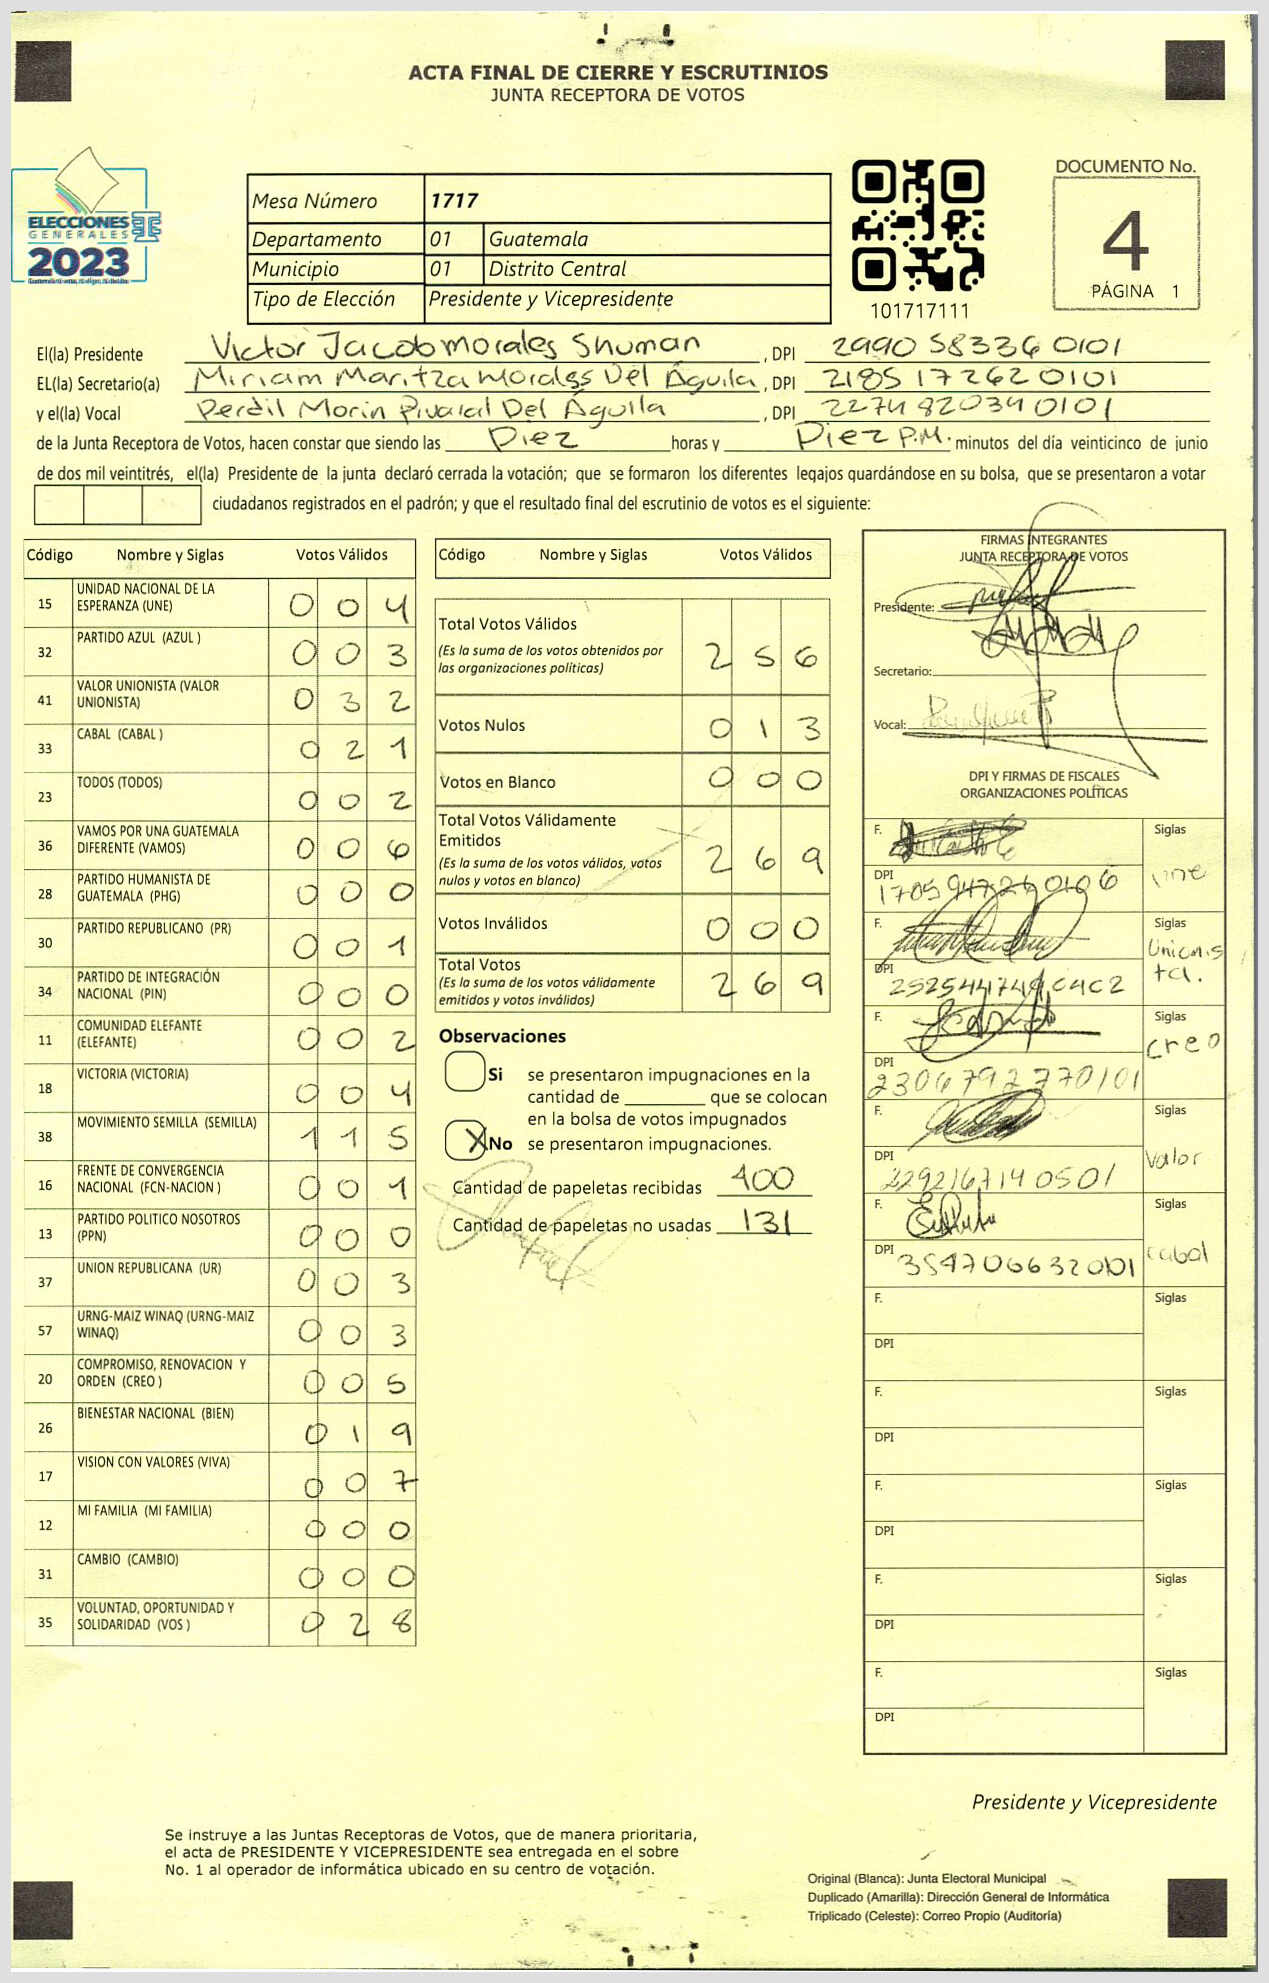 ACTA FINAL DE CIERRE Y ESCRUTINIOS
JUNTA RECEPTORA DE VOTOS
ELECCIONES
GENERALES
2023
Mesa Número 1717
Departamento 01 Guatemala
Municipio 01 Distrito Central
Tipo de Elección Presidente y Vicepresidente
101717111
DOCUMENTO No.
4
PÁGINA 1
El(la) Presidente Victor Jacob morales Shuman, DPI 2990 58336 0101
EL(la) Secretario(a) Miriam Maritza Morales Del Águila, DPI 2185 17262 0101
y el(la) Vocal Perdil Morin Pivaral Del Águila, DPI 2274 82034 0101
de la Junta Receptora de Votos, hacen constar que siendo las Diez horas y Diez P.M. minutos del día veinticinco de junio
de dos mil veintitrés, el(la) Presidente de la junta declaró cerrada la votación; que se formaron los diferentes legajos guardándose en su bolsa, que se presentaron a votar
ciudadanos registrados en el padrón; y que el resultado final del escrutinio de votos es el siguiente:
Código Nombre y Siglas Votos Válidos
15 UNIDAD NACIONAL DE LA ESPERANZA (UNE) 0 0 4
32 PARTIDO AZUL (AZUL ) 0 0 3
41 VALOR UNIONISTA (VALOR UNIONISTA) 0 3 2
33 CABAL (CABAL ) 0 2 1
23 TODOS (TODOS) 0 0 2
36 VAMOS POR UNA GUATEMALA DIFERENTE (VAMOS) 0 0 6
28 PARTIDO HUMANISTA DE GUATEMALA (PHG) 0 0 0
30 PARTIDO REPUBLICANO (PR) 0 0 1
34 PARTIDO DE INTEGRACIÓN NACIONAL (PIN) 0 0 0
11 COMUNIDAD ELEFANTE (ELEFANTE) 0 0 2
18 VICTORIA (VICTORIA) 0 0 4
38 MOVIMIENTO SEMILLA (SEMILLA) 1 1 5
16 FRENTE DE CONVERGENCIA NACIONAL (FCN-NACION ) 0 0 1
13 PARTIDO POLITICO NOSOTROS (PPN) 0 0 0
37 UNION REPUBLICANA (UR) 0 0 3
57 URNG-MAIZ WINAQ (URNG-MAIZ WINAQ) 0 0 3
20 COMPROMISO, RENOVACION Y ORDEN (CREO ) 0 0 5
26 BIENESTAR NACIONAL (BIEN) 0 1 9
17 VISION CON VALORES (VIVA) 0 0 7
12 MI FAMILIA (MI FAMILIA) 0 0 0
31 CAMBIO (CAMBIO) 0 0 0
35 VOLUNTAD, OPORTUNIDAD Y SOLIDARIDAD (VOS ) 0 2 8
Código Nombre y Siglas Votos Válidos
Total Votos Válidos 2 5 6
(Es la suma de los votos obtenidos por
las organizaciones políticas)
Votos Nulos 0 1 3
Votos en Blanco 0 0 0
Total Votos Válidamente
Emitidos 2 6 9
(Es la suma de los votos válidos, votos
nulos y votos en blanco)
Votos Inválidos 0 0 0
Total Votos 2 6 9
(Es la suma de los votos válidamente
emitidos y votos inválidos)
Observaciones
Si se presentaron impugnaciones en la
cantidad de ________ que se colocan
en la bolsa de votos impugnados
X No se presentaron impugnaciones.
Cantidad de papeletas recibidas 400
Cantidad de papeletas no usadas 131
FIRMAS INTEGRANTES
JUNTA RECEPTORA DE VOTOS
Presidente:
Secretario:
Vocal:
DPI Y FIRMAS DE FISCALES
ORGANIZACIONES POLÍTICAS
F. Siglas
DPI 1705 94726 0106 une
F. Siglas
Unionis
ta.
DPI
F. Siglas
creo
DPI 2306792770101
F. Siglas
DPI 2292167140501 Valor
F. Siglas
DPI cabal
F. Siglas
DPI
F. Siglas
DPI
F. Siglas
DPI
F. Siglas
DPI
F. Siglas
DPI
Presidente y Vicepresidente
Se instruye a las Juntas Receptoras de Votos, que de manera prioritaria,
el acta de PRESIDENTE Y VICEPRESIDENTE sea entregada en el sobre
No. 1 al operador de informática ubicado en su centro de votación.
Original (Blanca): Junta Electoral Municipal
Duplicado (Amarilla): Dirección General de Informática
Triplicado (Celeste): Correo Propio (Auditoría)